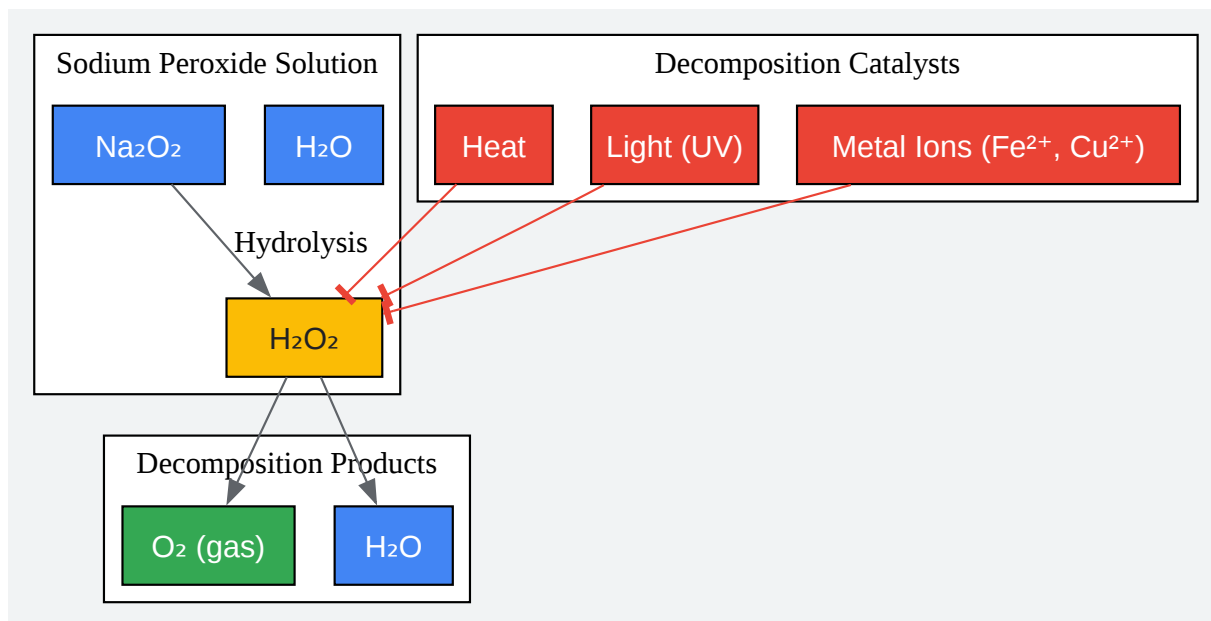 Sodium Peroxide Solution
Decomposition Catalysts
Na₂O₂
H₂O
Heat
Light (UV)
Metal Ions (Fe²⁺, Cu²⁺)
Hydrolysis
H₂O₂
Decomposition Products
O₂ (gas)
H₂O